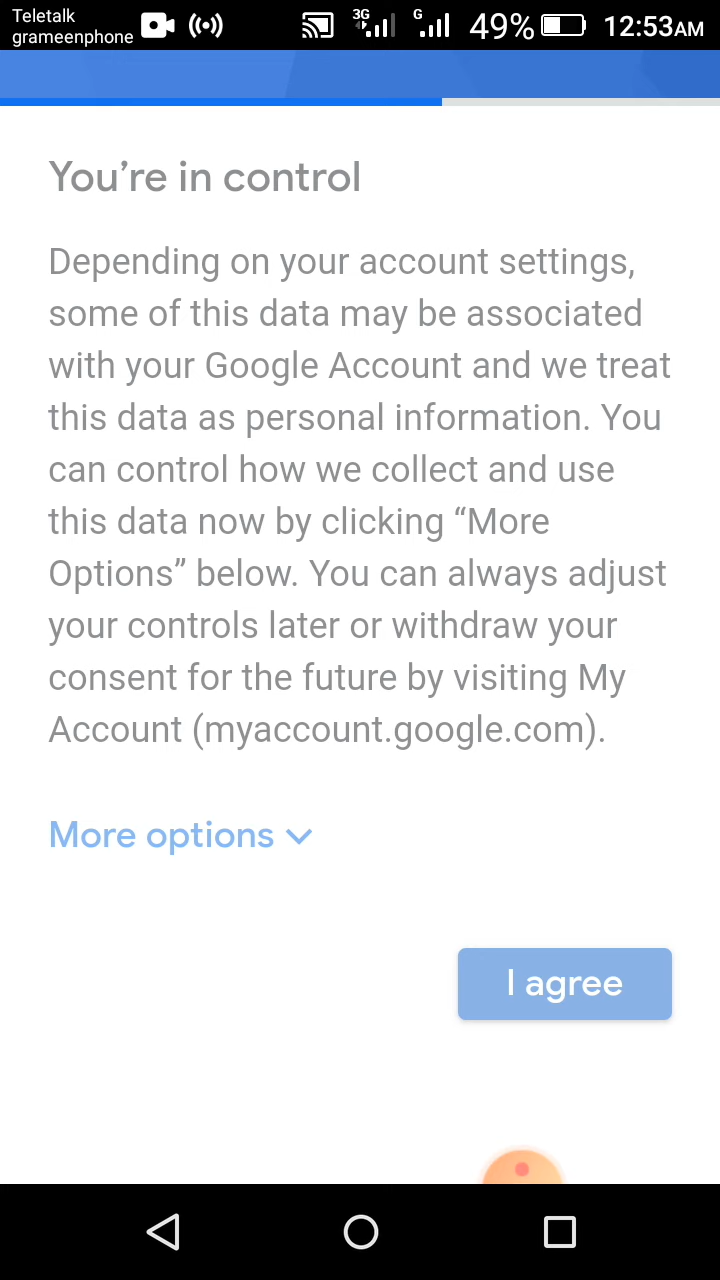 Teletalk
grameenphone
3G
G
49%
12:53AM
You’re in control
Depending on your account settings,
some of this data may be associated
with your Google Account and we treat
this data as personal information. You
can control how we collect and use
this data now by clicking “More
Options” below. You can always adjust
your controls later or withdraw your
consent for the future by visiting My
Account (myaccount.google.com).
More options
I agree